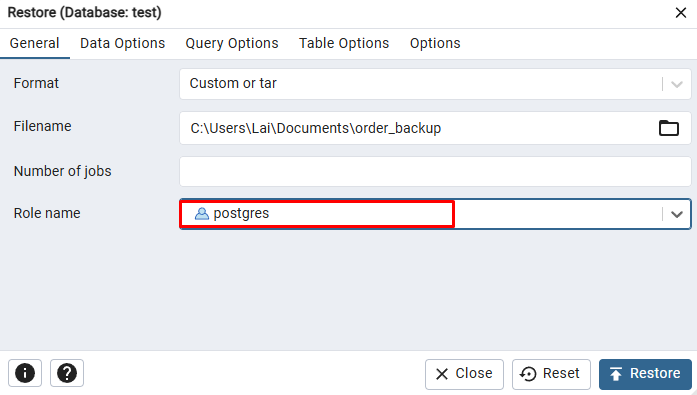 Restore (Database: test)
General Data Options Query Options Table Options Options
Format Custom or tar
Filename C:\Users\Lai\Documents\order_backup
Number of jobs
Role name postgres
Close Reset Restore